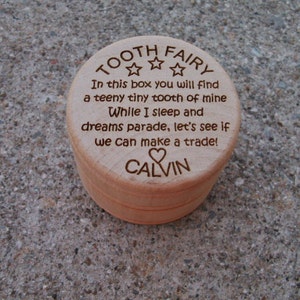 TOOTH FAIRY
In this box you will find
a teeny tiny tooth of mine
While I sleep and
dreams parade, let's see if
we can make a trade!
CALVIN